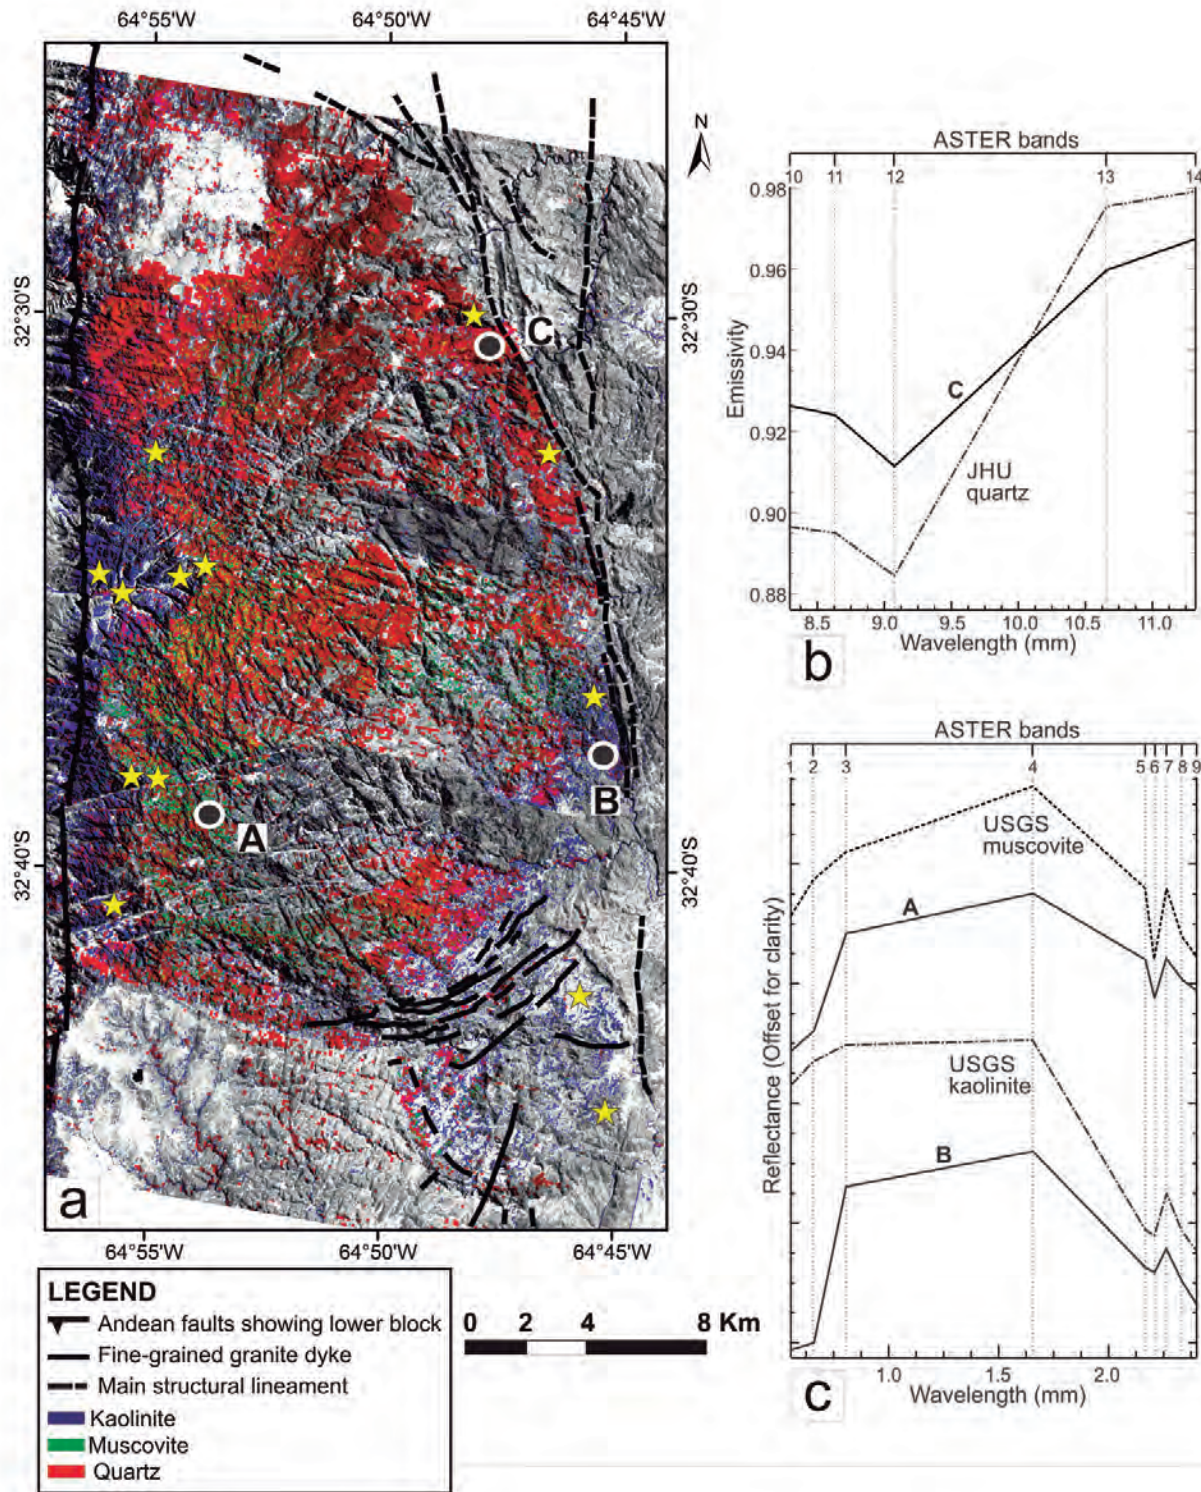 64°55'W 64°50'W 64°45'W
N
32°30'S
32°30'S
C
A
B
32°40'S
32°40'S
a
64°55'W 64°50'W 64°45'W
LEGEND
Andean faults showing lower block
Fine-grained granite dyke
Main structural lineament
Kaolinite
Muscovite
Quartz
0 2 4 8 Km
ASTER bands
10 11 12 13 14
0.98
0.96
0.94
0.92
0.90
0.88
Emissivity
C
JHU
quartz
8.5 9.0 9.5 10.0 10.5 11.0
Wavelength (mm)
b
ASTER bands
1 2 3 4 5 6 7 8 9
USGS
muscovite
A
USGS
kaolinite
B
Reflectance (Offset for clarity)
1.0 2.0
Wavelength (mm)
c